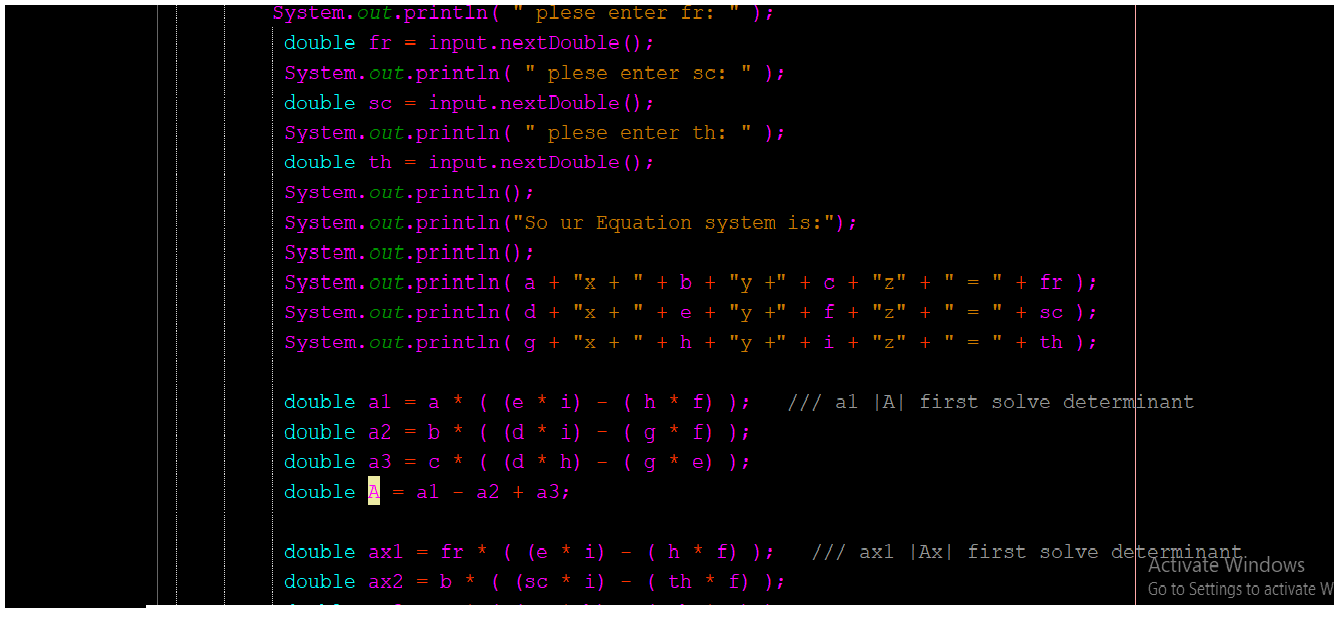 System.out.println( " plese enter fr: " );
double fr = input.nextDouble();
System.out.println( " plese enter sc: " );
double sc = input.nextDouble();
System.out.println( " plese enter th: " );
double th = input.nextDouble();
System.out.println();
System.out.println("So ur Equation system is:");
System.out.println();
System.out.println( a + "x + " + b + "y +" + c + "z" + " = " + fr );
System.out.println( d + "x + " + e + "y +" + f + "z" + " = " + sc );
System.out.println( g + "x + " + h + "y +" + i + "z" + " = " + th );
double a1 = a * ( (e * i) - ( h * f) );   /// a1 |A| first solve determinant
double a2 = b * ( (d * i) - ( g * f) );
double a3 = c * ( (d * h) - ( g * e) );
double A = a1 - a2 + a3;
double ax1 = fr * ( (e * i) - ( h * f) );   /// ax1 |Ax| first solve determinant
double ax2 = b * ( (sc * i) - ( th * f) );
Activate Windows
Go to Settings to activate W